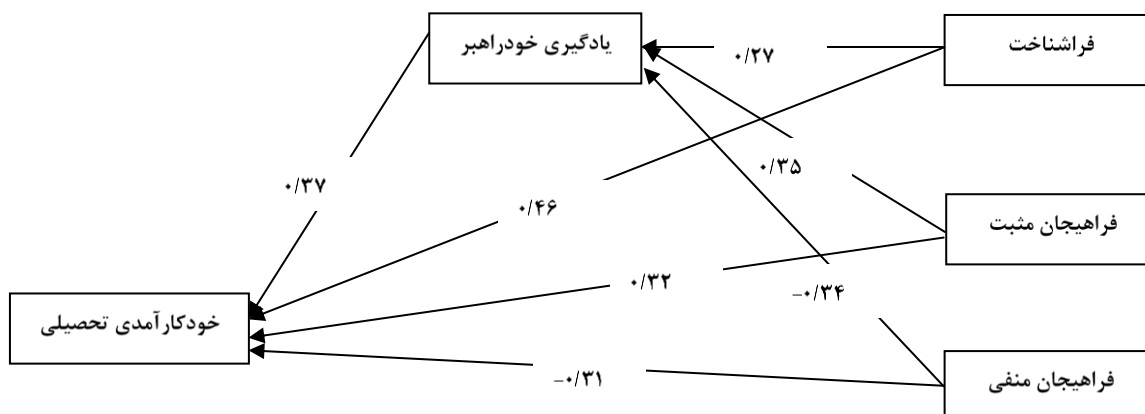 یادگیری خودراهبر
فراشناخت
۰/۲۷
۰/۳۵
۰/۳۷
۰/۴۶
فراهیجان مثبت
۰/۳۲
–۰/۳۴
خودکارآمدی تحصیلی
فراهیجان منفی
–۰/۳۱